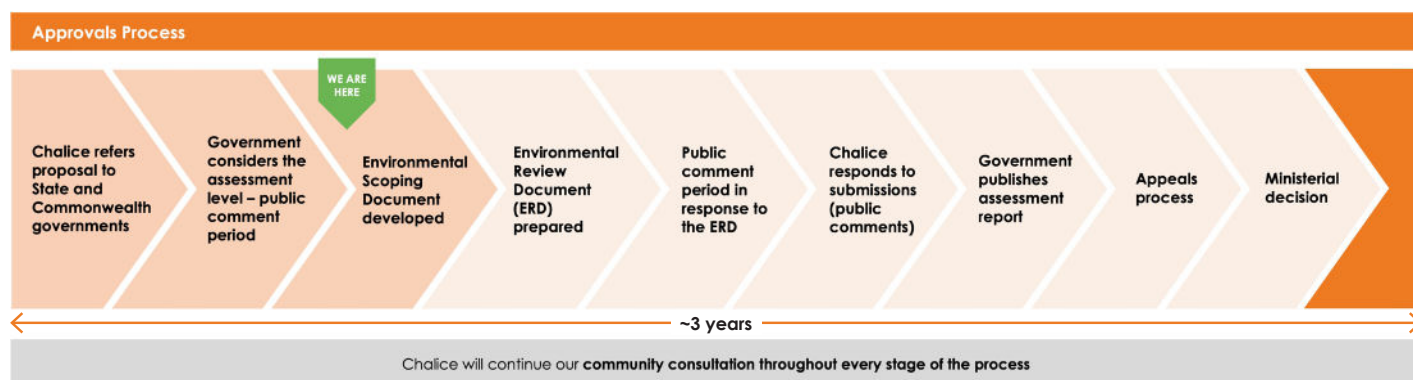 Approvals Process
WE ARE
HERE
Chalice refers
proposal to
State and
Commonwealth
governments
Government
considers the
assessment
level – public
comment
period
Environmental
Scoping
Document
developed
Environmental
Review
Document
(ERD)
prepared
Public
comment
period in
response to
the ERD
Chalice
responds to
submissions
(public
comments)
Government
publishes
assessment
report
Appeals
process
Ministerial
decision
~3 years
Chalice will continue our community consultation throughout every stage of the process